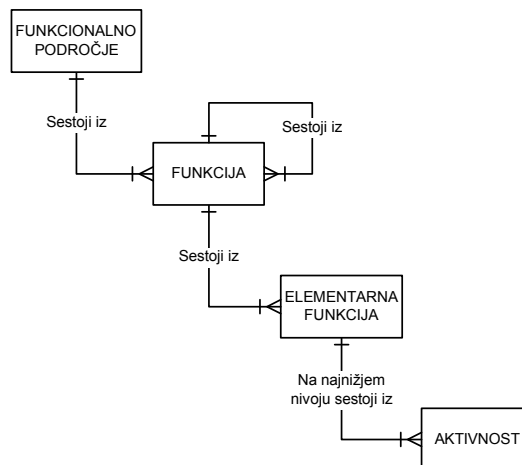 FUNKCIONALNO
PODROČJE
Sestoji iz
Sestoji iz
FUNKCIJA
Sestoji iz
ELEMENTARNA
FUNKCIJA
Na najnižjem
nivoju sestoji iz
AKTIVNOST